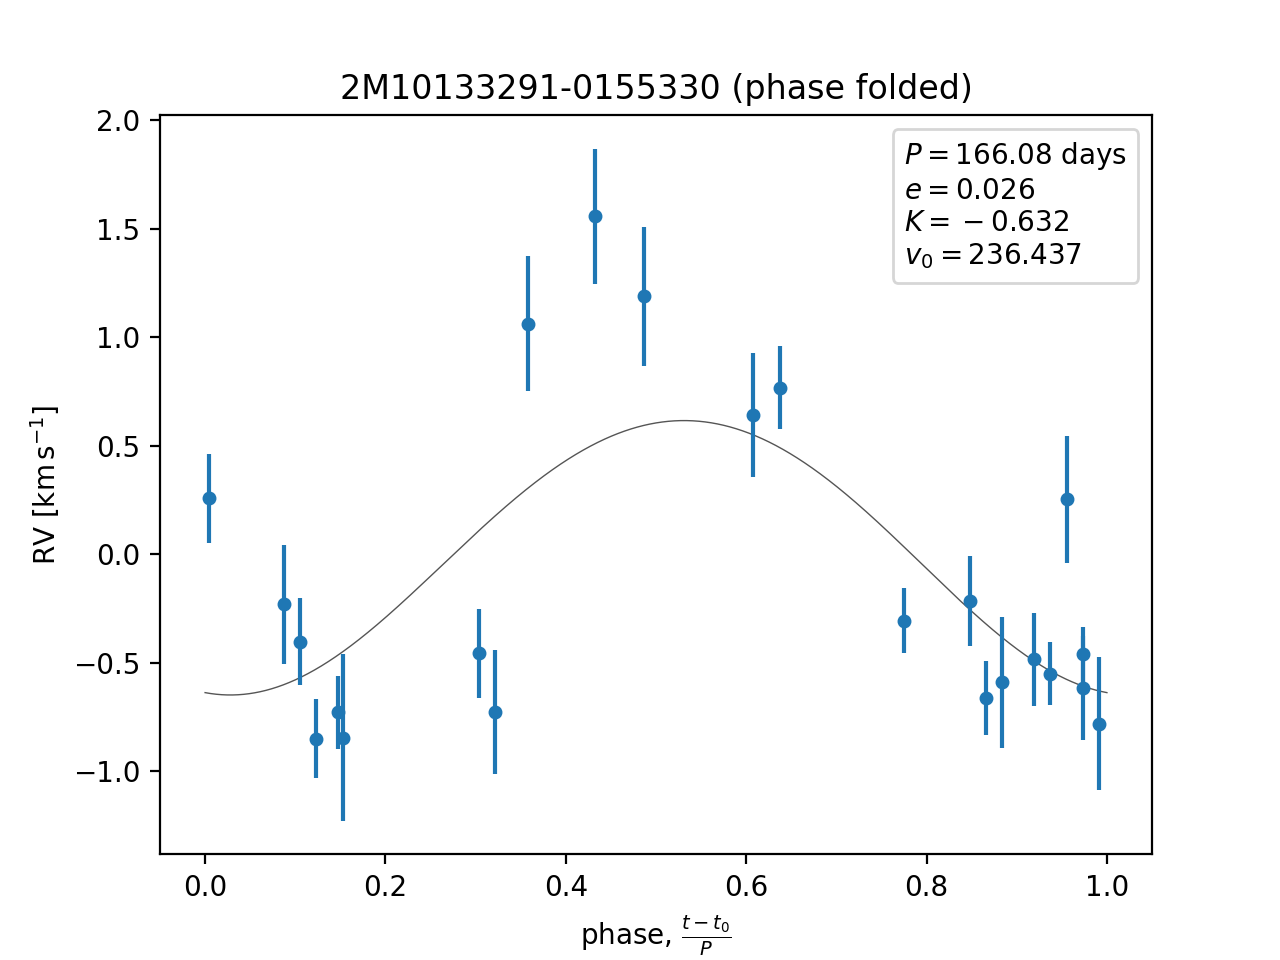 2M10133291-0155330 (phase folded)
P = 166.08 days
e = 0.026
K = −0.632
v₀ = 236.437
RV [km s⁻¹]
2.0
1.5
1.0
0.5
0.0
−0.5
−1.0
0.0 0.2 0.4 0.6 0.8 1.0
phase, (t − t₀)/P